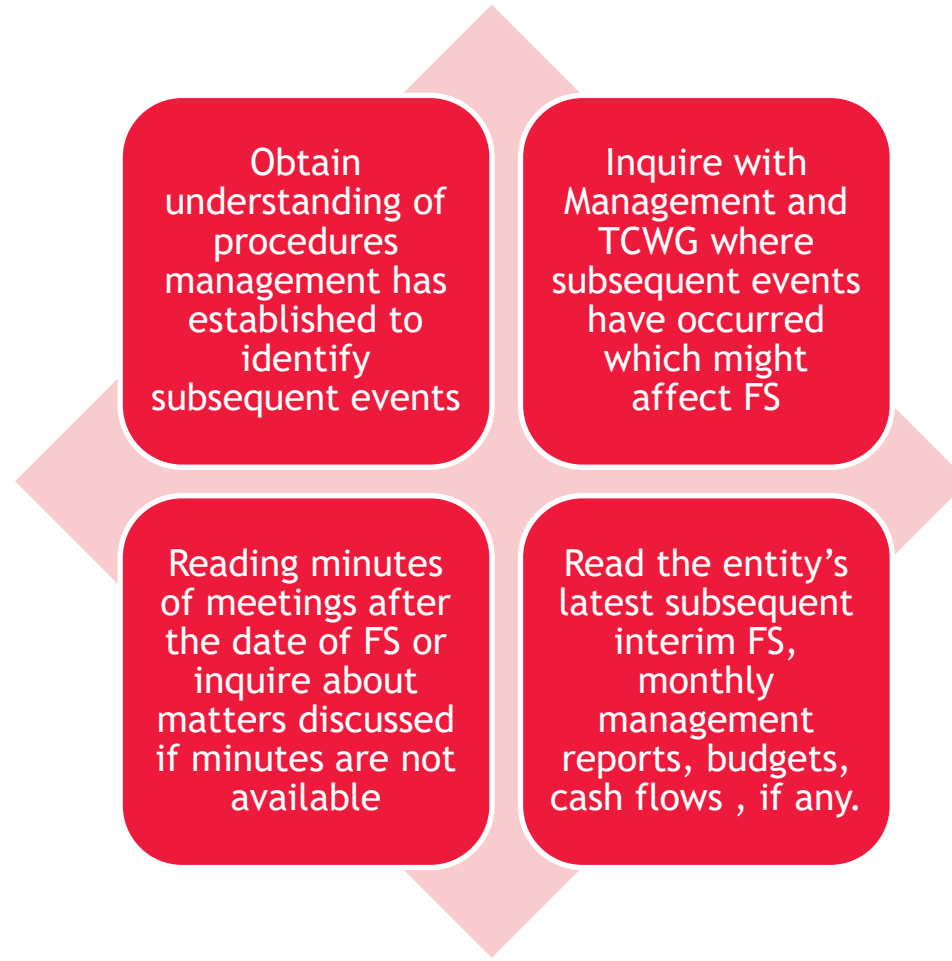 Obtain
understanding of
procedures
management has
established to
identify
subsequent events
Inquire with
Management and
TCWG where
subsequent events
have occurred
which might
affect FS
Reading minutes
of meetings after
the date of FS or
inquire about
matters discussed
if minutes are not
available
Read the entity’s
latest subsequent
interim FS,
monthly
management
reports, budgets,
cash flows , if any.